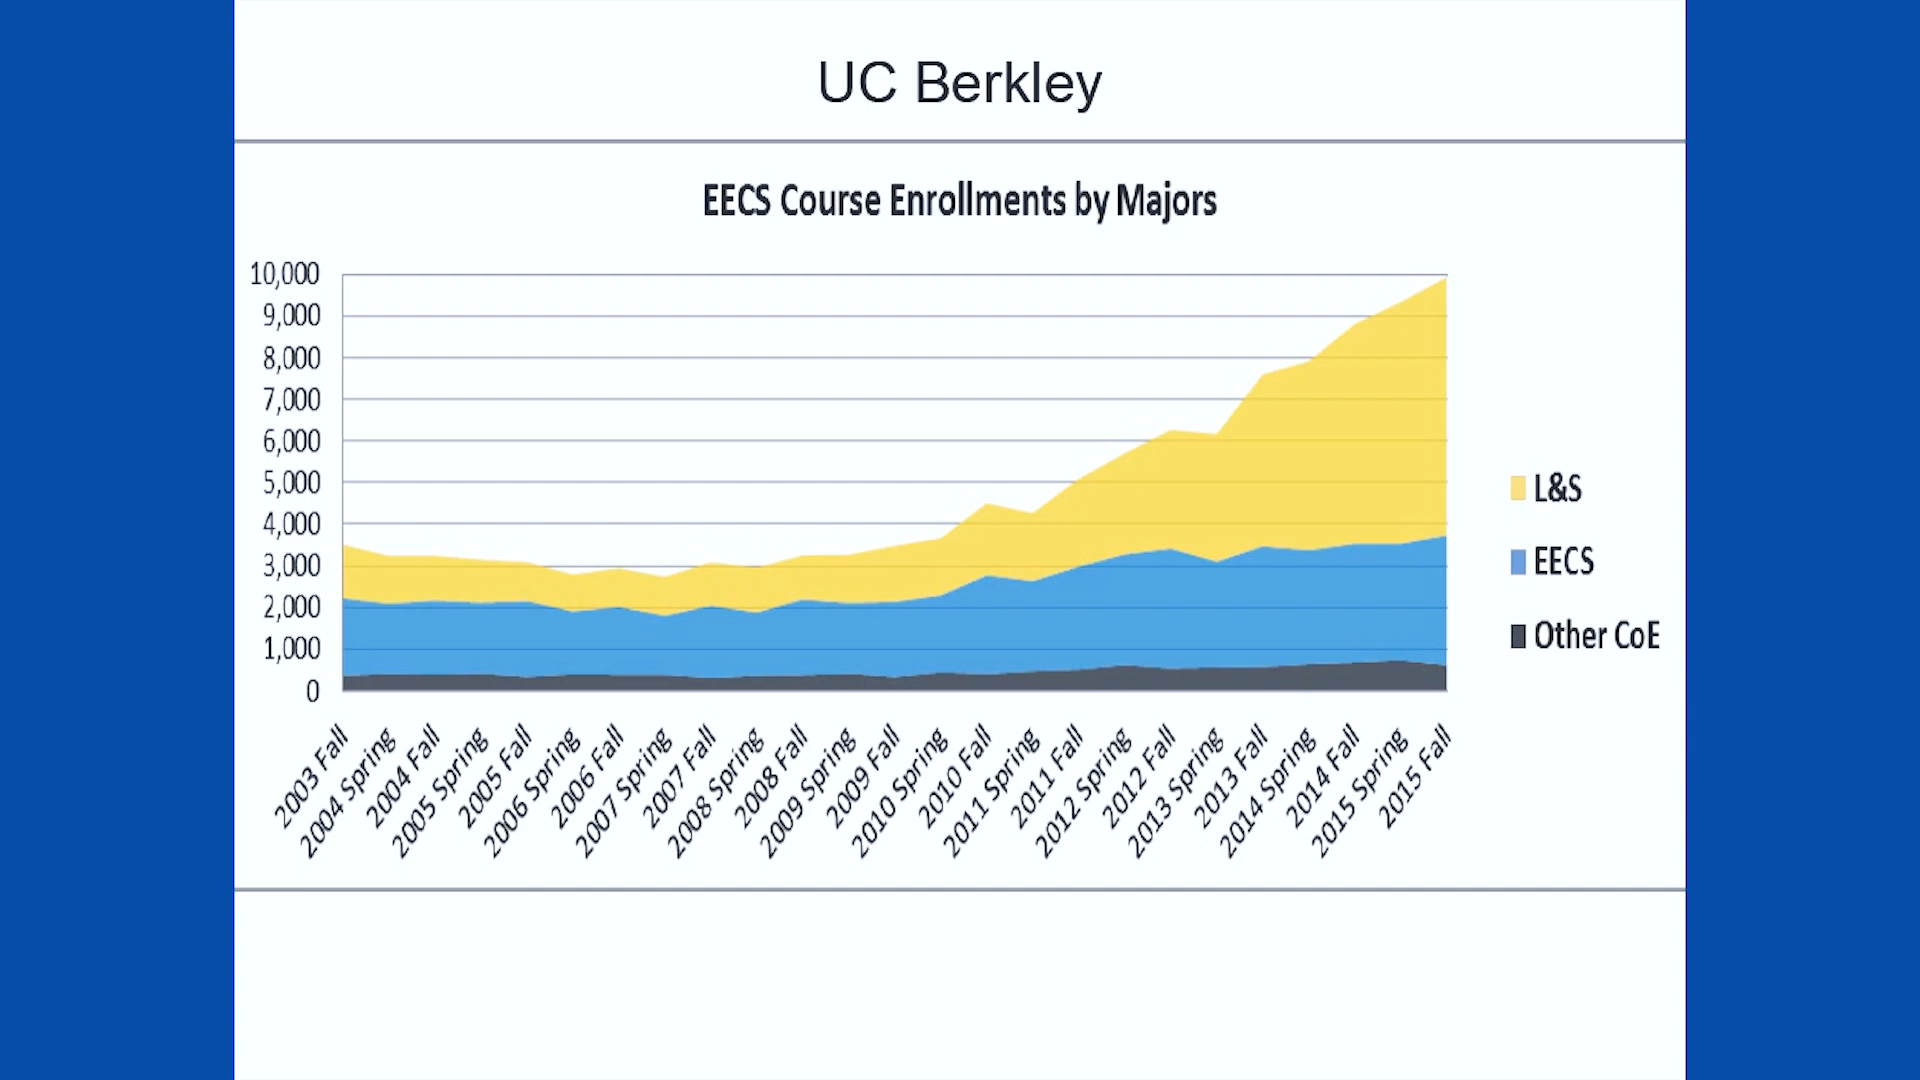 UC Berkley
EECS Course Enrollments by Majors
10,000
9,000
8,000
7,000
6,000
5,000
4,000
3,000
2,000
1,000
0
L&S
EECS
Other CoE
2003 Fall
2004 Spring
2004 Fall
2005 Spring
2005 Fall
2006 Spring
2006 Fall
2007 Spring
2007 Fall
2008 Spring
2008 Fall
2009 Spring
2009 Fall
2010 Spring
2010 Fall
2011 Spring
2011 Fall
2012 Spring
2012 Fall
2013 Spring
2013 Fall
2014 Spring
2014 Fall
2015 Spring
2015 Fall